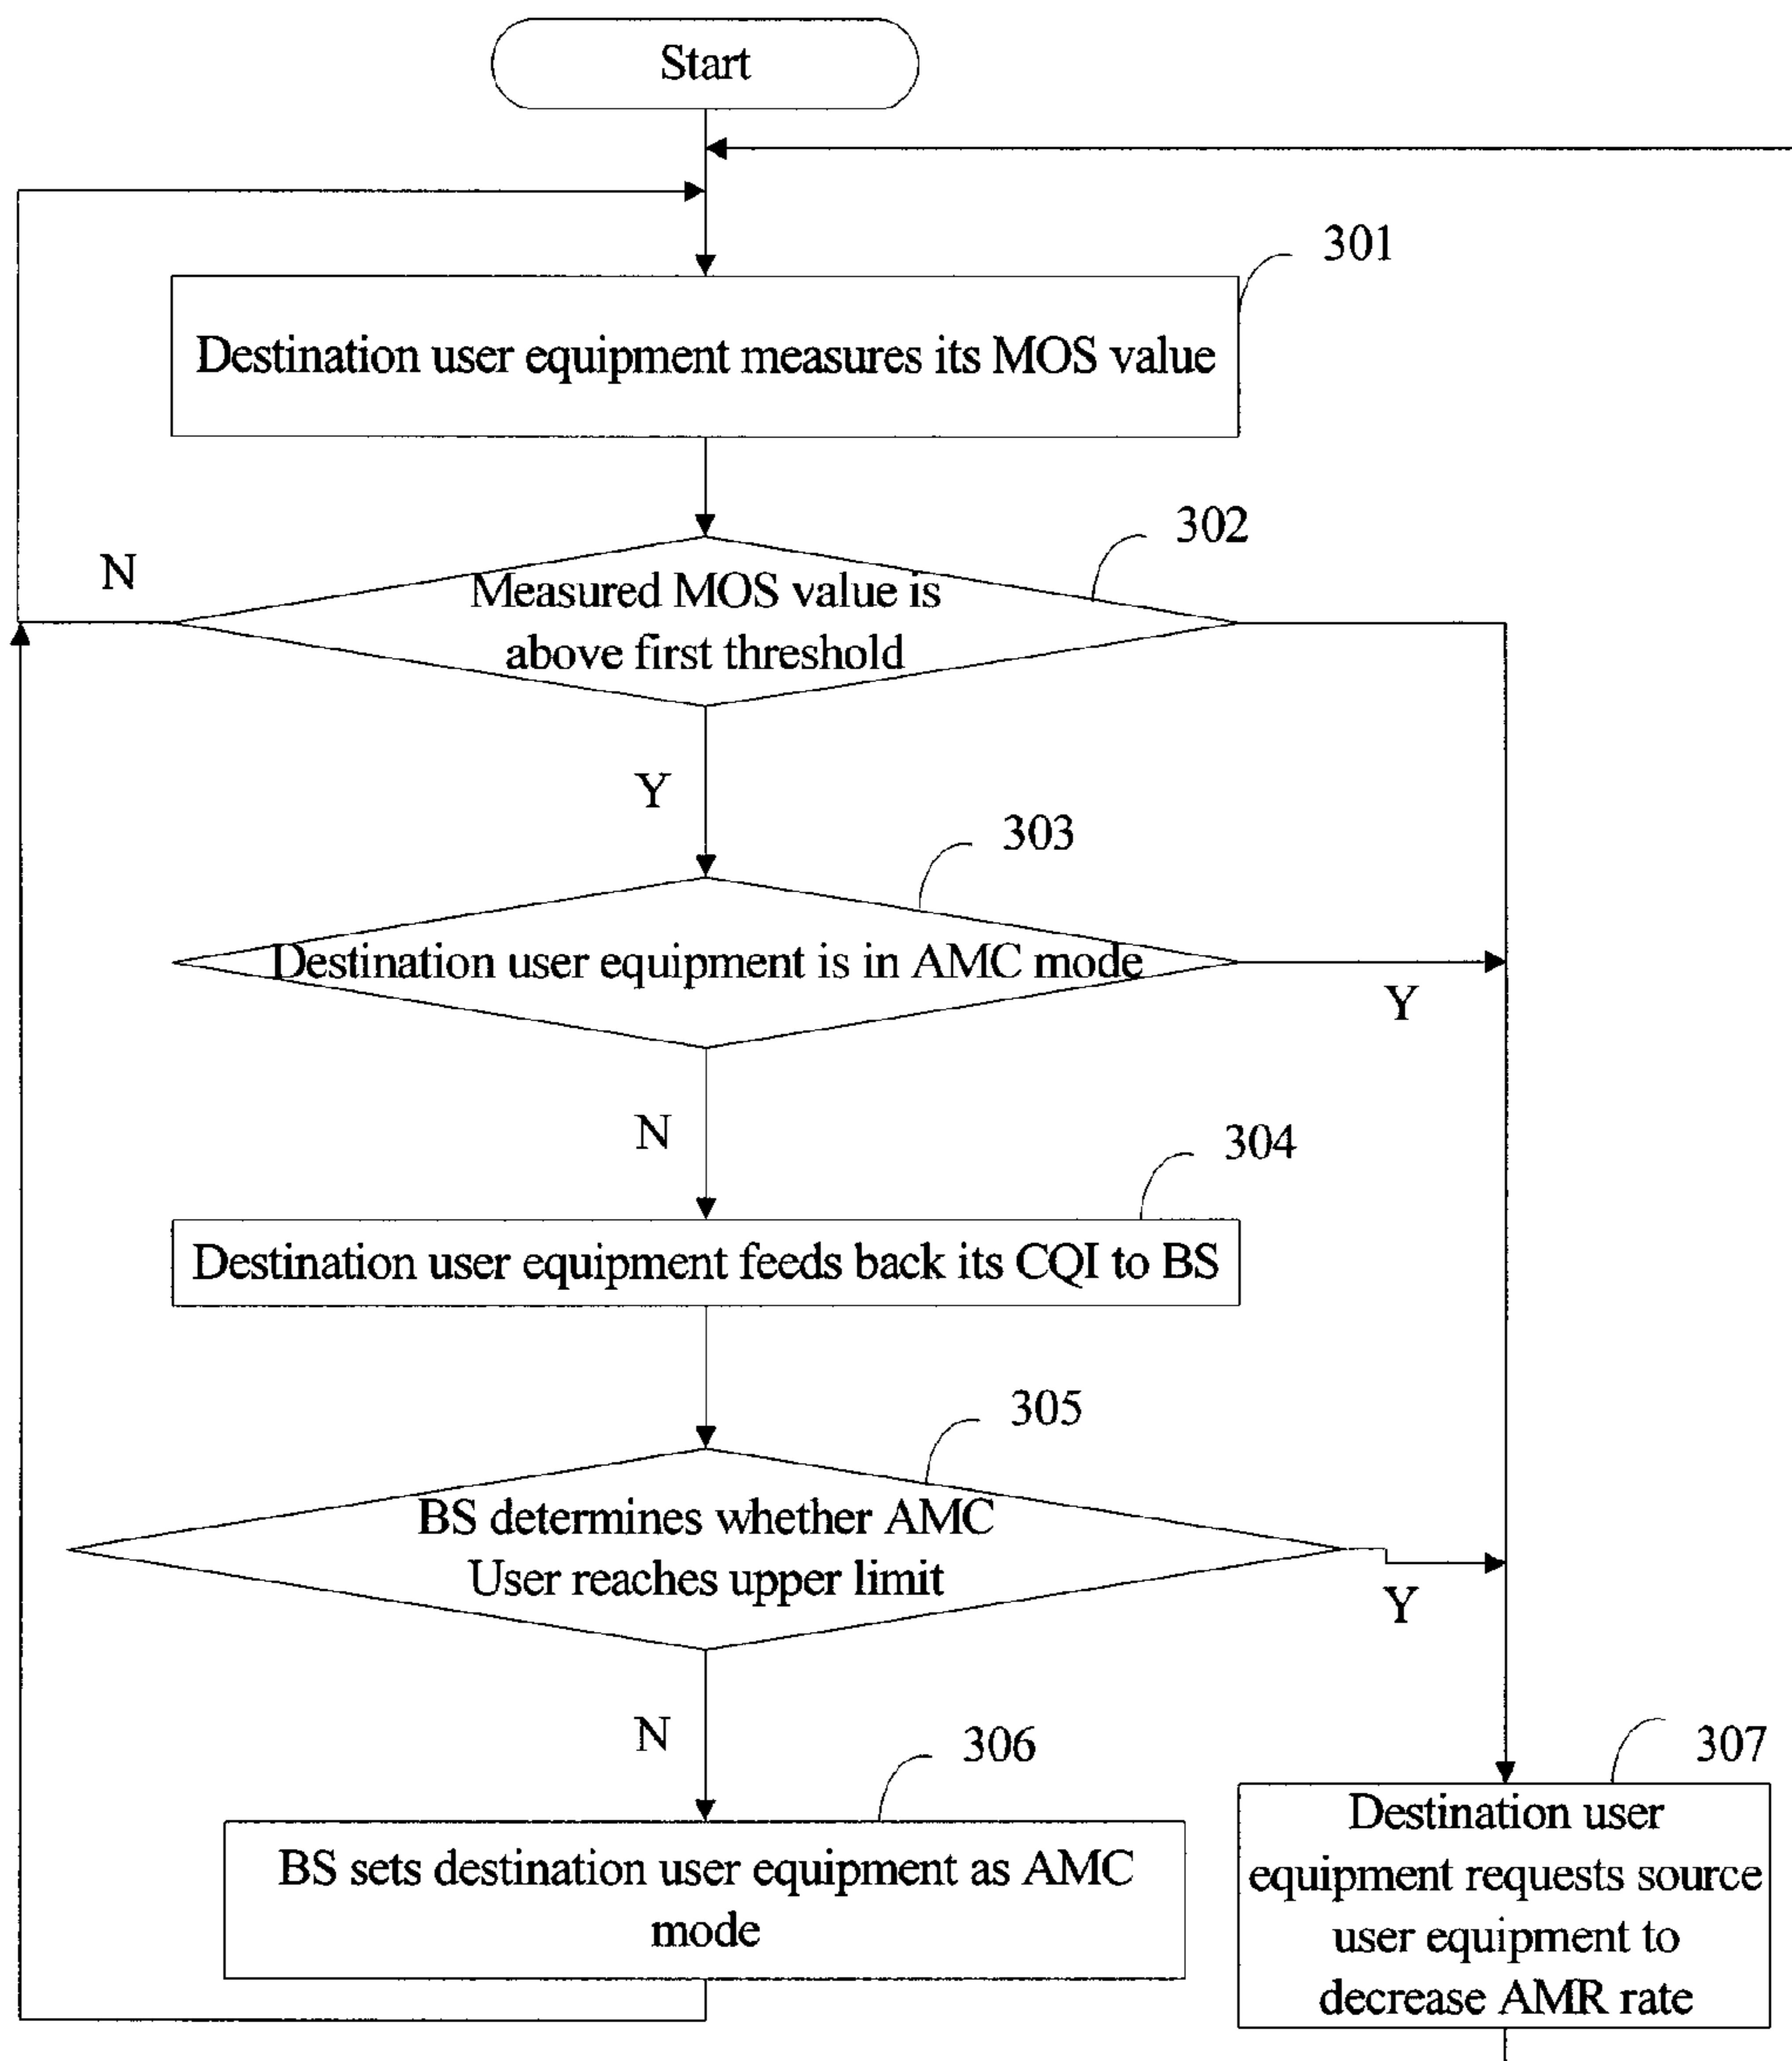 Start
301
Destination user equipment measures its MOS value
302
N
Measured MOS value is
above first threshold
Y
303
Destination user equipment is in AMC mode
Y
N
304
Destination user equipment feeds back its CQI to BS
305
BS determines whether AMC
User reaches upper limit
Y
N
306
307
BS sets destination user equipment as AMC
mode
Destination user
equipment requests source
user equipment to
decrease AMR rate